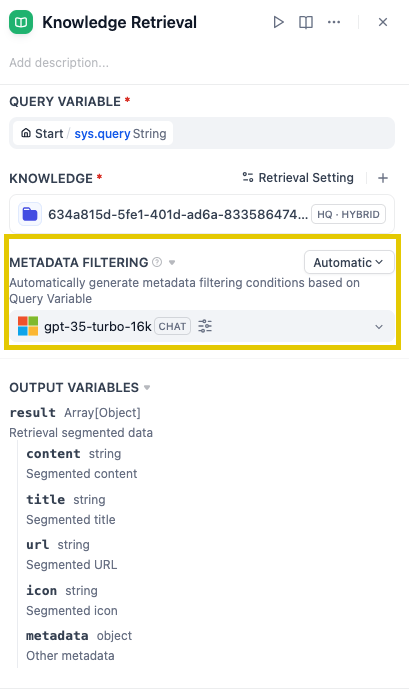 Knowledge Retrieval
Add description...
QUERY VARIABLE *
Start / sys.query String
KNOWLEDGE * Retrieval Setting
634a815d-5fe1-401d-ad6a-833586474... HQ · HYBRID
METADATA FILTERING Automatic
Automatically generate metadata filtering conditions based on
Query Variable
gpt-35-turbo-16k CHAT
OUTPUT VARIABLES
result Array[Object]
Retrieval segmented data
content string
Segmented content
title string
Segmented title
url string
Segmented URL
icon string
Segmented icon
metadata object
Other metadata